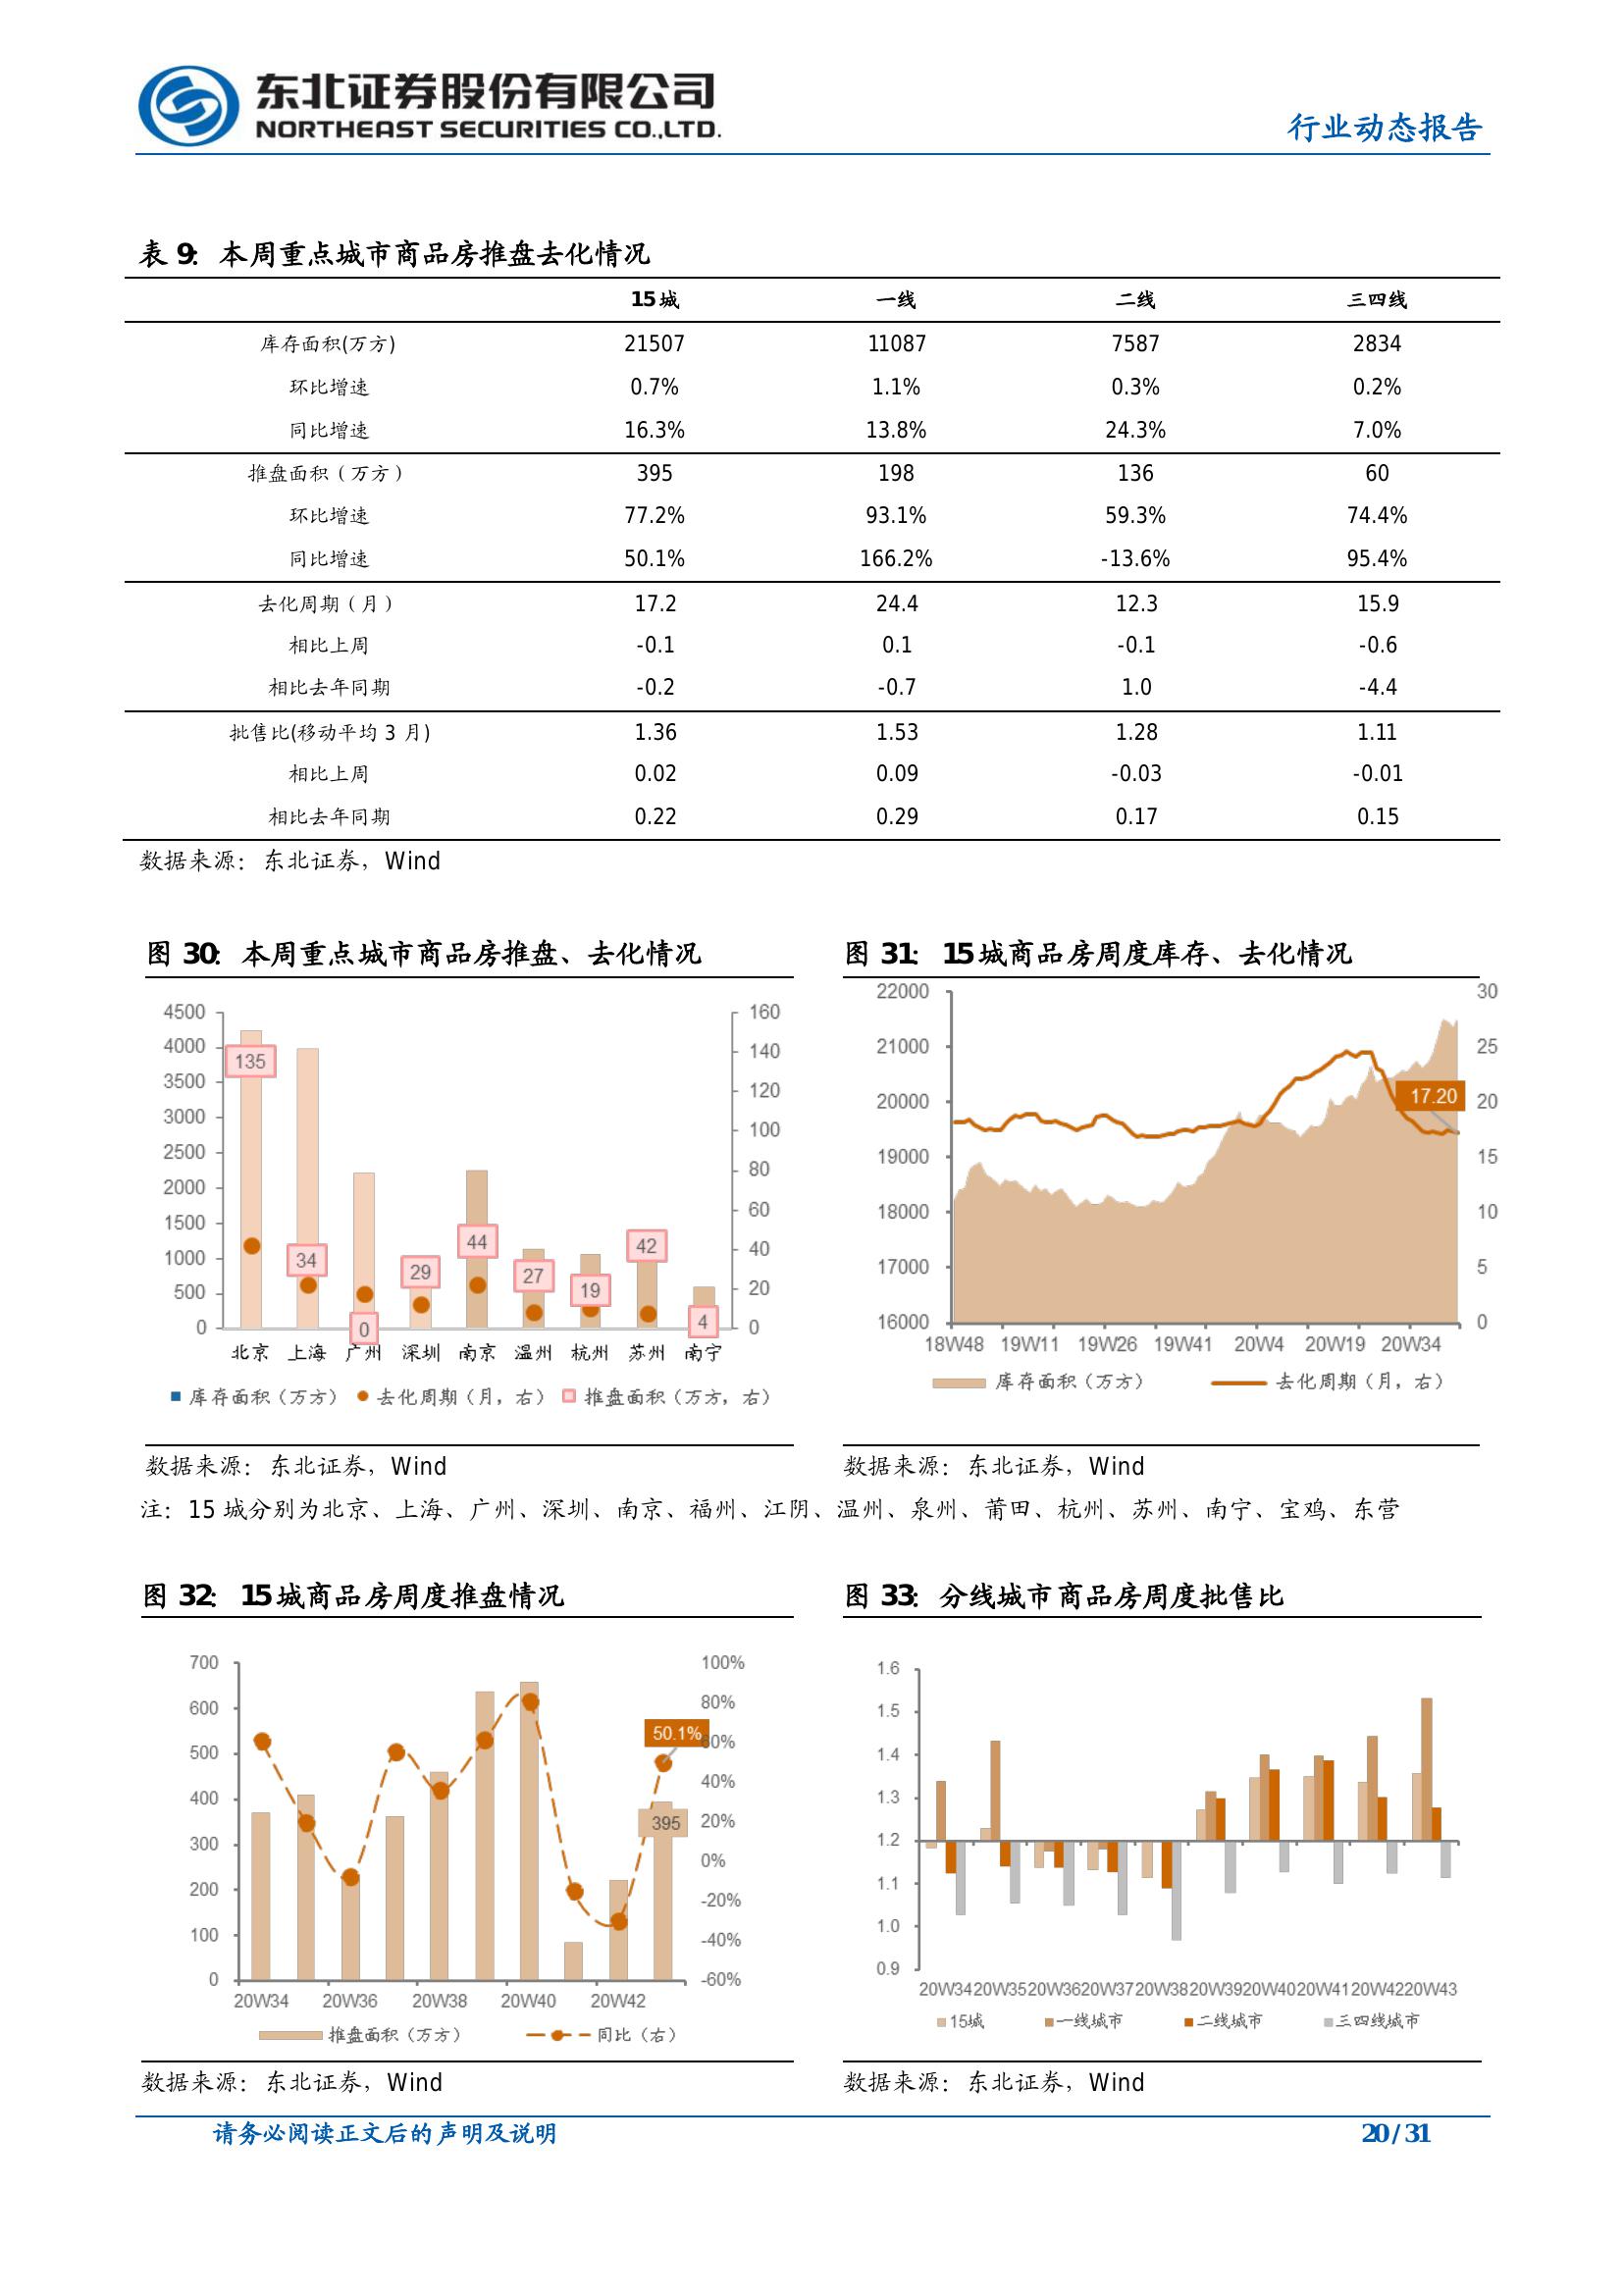 东北证券股份有限公司
NORTHEAST SECURITIES CO.,LTD.
行业动态报告
表 9: 本周重点城市商品房推盘去化情况
15城 一线 二线 三四线
库存面积(万方) 21507 11087 7587 2834
环比增速 0.7% 1.1% 0.3% 0.2%
同比增速 16.3% 13.8% 24.3% 7.0%
推盘面积（万方） 395 198 136 60
环比增速 77.2% 93.1% 59.3% 74.4%
同比增速 50.1% 166.2% -13.6% 95.4%
去化周期（月） 17.2 24.4 12.3 15.9
相比上周 -0.1 0.1 -0.1 -0.6
相比去年同期 -0.2 -0.7 1.0 -4.4
批售比(移动平均 3 月) 1.36 1.53 1.28 1.11
相比上周 0.02 0.09 -0.03 -0.01
相比去年同期 0.22 0.29 0.17 0.15
数据来源：东北证券，Wind
图 30: 本周重点城市商品房推盘、去化情况
4500 160
4000 140
3500 120
3000 100
2500 80
2000 60
1500 40
1000 20
500 0
0
135 34 0 29 44 27 19 42 4
北京 上海 广州 深圳 南京 温州 杭州 苏州 南宁
库存面积（万方） 去化周期（月，右） 推盘面积（万方，右）
数据来源：东北证券，Wind
图 31: 15城商品房周度库存、去化情况
22000 30
21000 25
20000 20
19000 15
18000 10
17000 5
16000 0
17.20
18W48 19W11 19W26 19W41 20W4 20W19 20W34
库存面积（万方） 去化周期（月，右）
数据来源：东北证券，Wind
注：15 城分别为北京、上海、广州、深圳、南京、福州、江阴、温州、泉州、莆田、杭州、苏州、南宁、宝鸡、东营
图 32: 15城商品房周度推盘情况
700 100%
600 80%
500 60%
400 40%
300 20%
200 0%
100 -20%
0 -40%
-60%
50.1%
395
20W34 20W36 20W38 20W40 20W42
推盘面积（万方） 同比（右）
数据来源：东北证券，Wind
图 33: 分线城市商品房周度批售比
1.6
1.5
1.4
1.3
1.2
1.1
1.0
0.9
20W34 20W35 20W36 20W37 20W38 20W39 20W40 20W41 20W42 20W43
15城 一线城市 二线城市 三四线城市
数据来源：东北证券，Wind
请务必阅读正文后的声明及说明
20 / 31